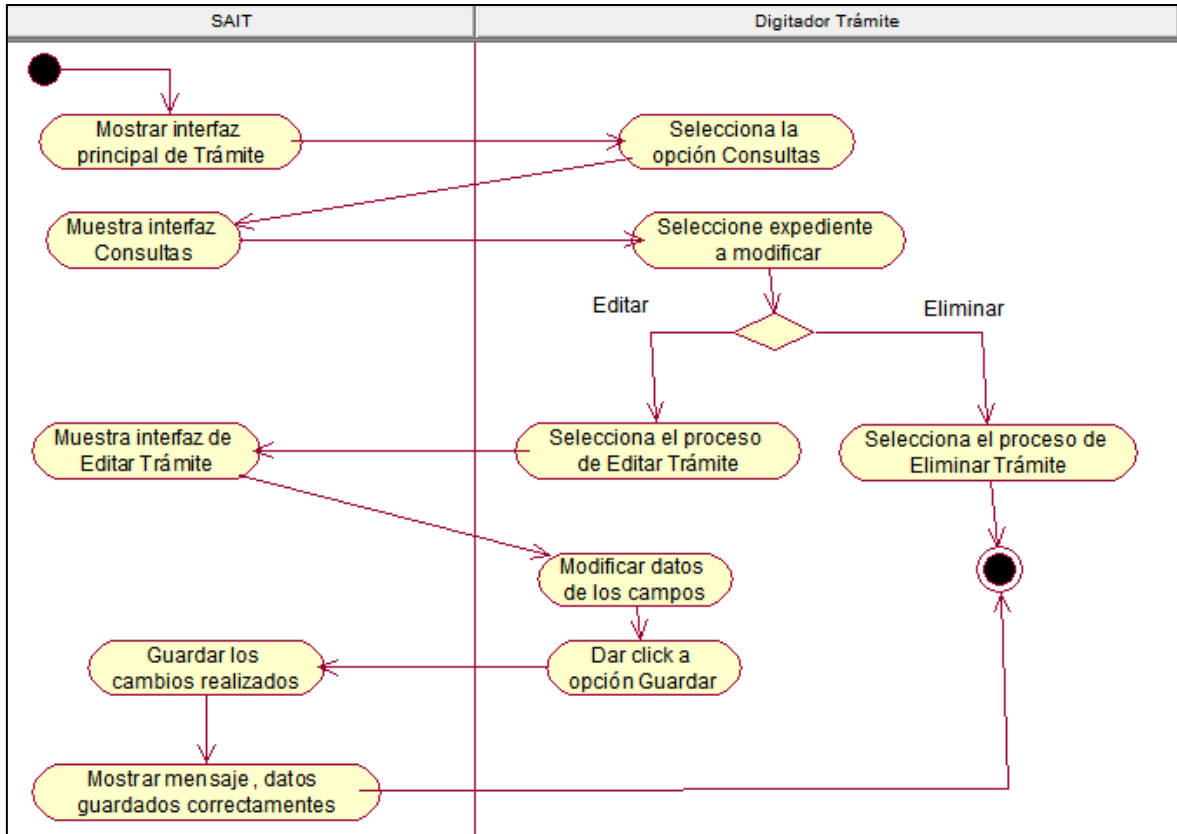 SAIT
Digitador Trámite
Mostrar interfaz
principal de Trámite
Selecciona la
opción Consultas
Muestra interfaz
Consultas
Seleccione expediente
a modificar
Editar
Eliminar
Muestra interfaz de
Editar Trámite
Selecciona el proceso
de Editar Trámite
Selecciona el proceso de
Eliminar Trámite
Modificar datos
de los campos
Guardar los
cambios realizados
Dar click a
opción Guardar
Mostrar mensaje , datos
guardados correctamentes